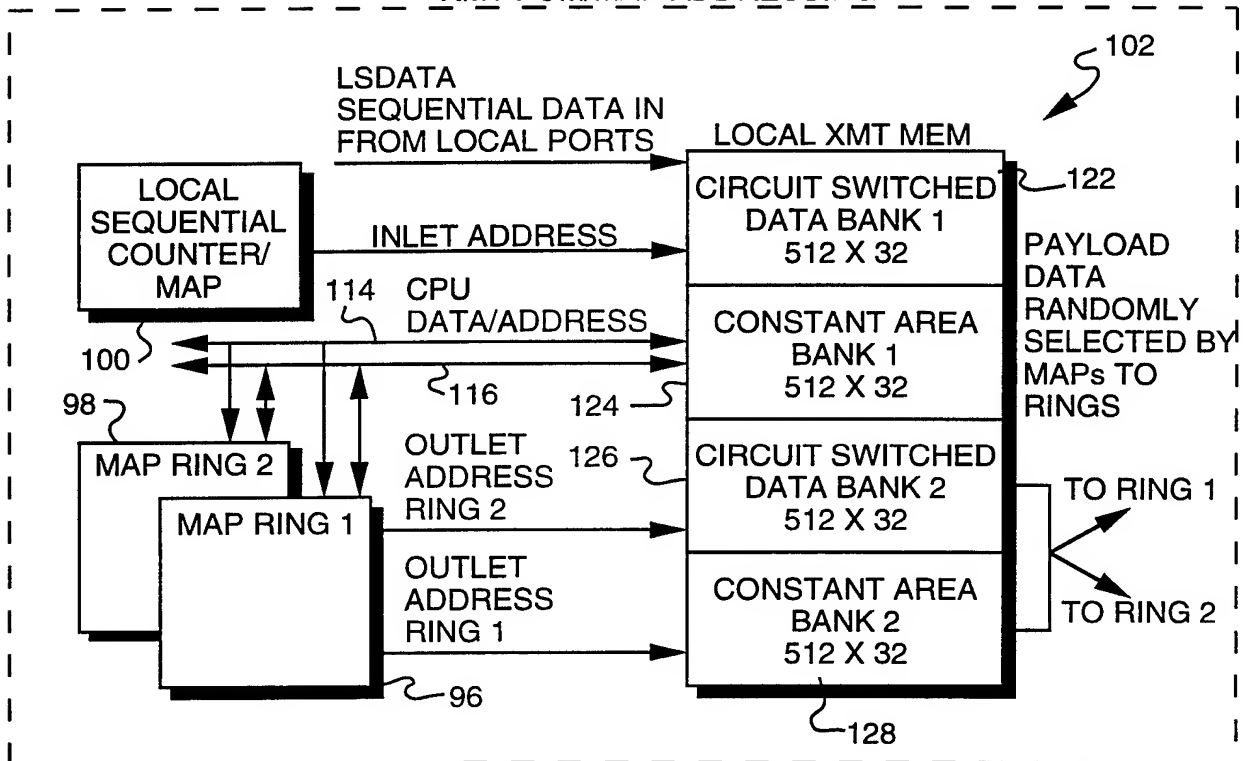 102
LSDATA
SEQUENTIAL DATA IN
FROM LOCAL PORTS
LOCAL XMT MEM
LOCAL
SEQUENTIAL
COUNTER/
MAP
100
INLET ADDRESS
CIRCUIT SWITCHED
DATA BANK 1
512 X 32
122
PAYLOAD
DATA
RANDOMLY
SELECTED BY
MAPs TO
RINGS
114
CPU
DATA/ADDRESS
116
CONSTANT AREA
BANK 1
512 X 32
124
98
MAP RING 2
MAP RING 1
96
OUTLET
ADDRESS
RING 2
126
CIRCUIT SWITCHED
DATA BANK 2
512 X 32
OUTLET
ADDRESS
RING 1
CONSTANT AREA
BANK 2
512 X 32
128
TO RING 1
TO RING 2